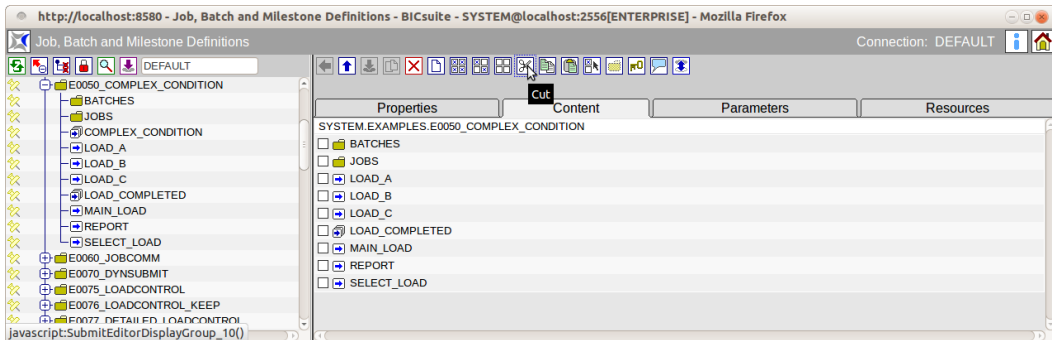 http://localhost:8580 - Job, Batch and Milestone Definitions - BICsuite - SYSTEM@localhost:2556[ENTERPRISE] - Mozilla Firefox
Job, Batch and Milestone Definitions
Connection: DEFAULT
DEFAULT
E0050_COMPLEX_CONDITION
BATCHES
JOBS
COMPLEX_CONDITION
LOAD_A
LOAD_B
LOAD_C
LOAD_COMPLETED
MAIN_LOAD
REPORT
SELECT_LOAD
E0060_JOBCOMM
E0070_DYNSUBMIT
E0075_LOADCONTROL
E0076_LOADCONTROL_KEEP
E0077_DETAILED_LOADCONTROL
javascript:SubmitEditorDisplayGroup_10()
Cut
Properties Content Parameters Resources
SYSTEM.EXAMPLES.E0050_COMPLEX_CONDITION
BATCHES
JOBS
LOAD_A
LOAD_B
LOAD_C
LOAD_COMPLETED
MAIN_LOAD
REPORT
SELECT_LOAD